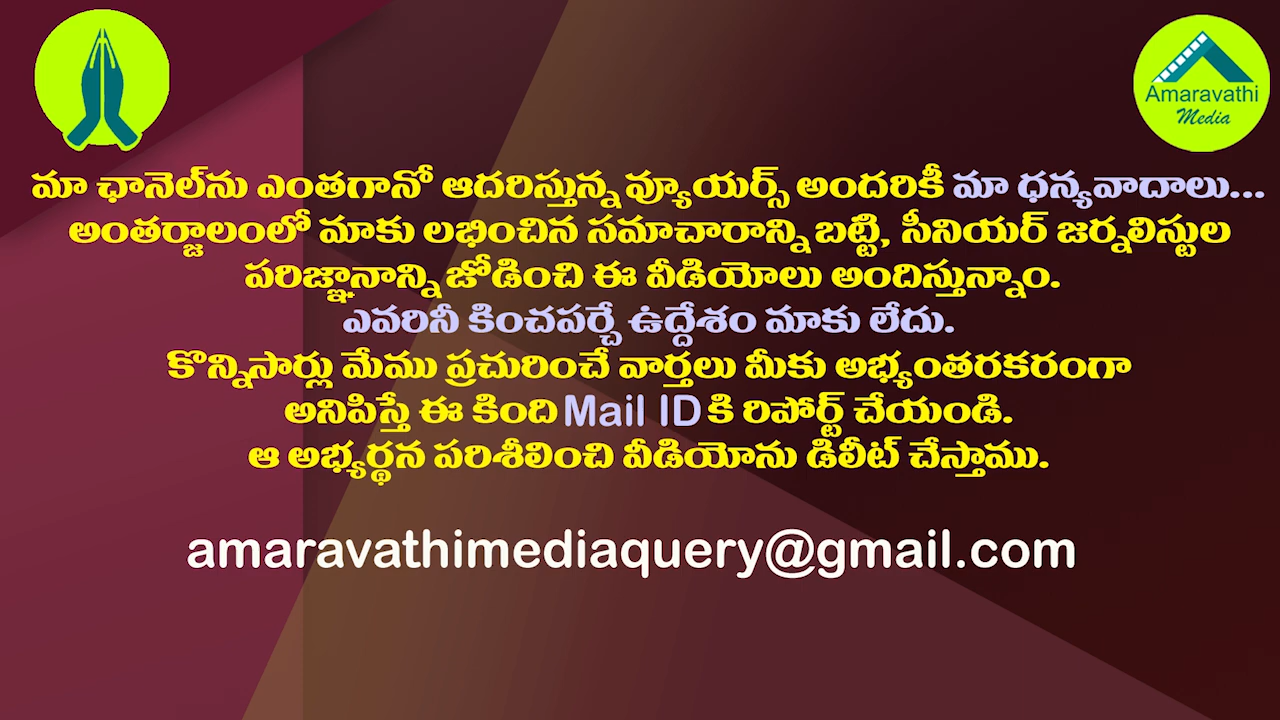 Amaravathi
Media
మా ఛానెల్‌ను ఎంతగానో ఆదరిస్తున్న వ్యూయర్స్ అందరికీ మా ధన్యవాదాలు...
అంతర్జాలంలో మాకు లభించిన సమాచారాన్ని బట్టి, సీనియర్ జర్నలిస్టుల
పరిజ్ఞానాన్ని జోడించి ఈ వీడియోలు అందిస్తున్నాం.
ఎవరినీ కించపర్చే ఉద్దేశం మాకు లేదు.
కొన్నిసార్లు మేము ప్రచురించే వార్తలు మీకు అభ్యంతరకరంగా
అనిపిస్తే ఈ కింది Mail ID కి రిపోర్ట్ చేయండి.
ఆ అభ్యర్థన పరిశీలించి వీడియోను డిలీట్ చేస్తాము.
amaravathimediaquery@gmail.com